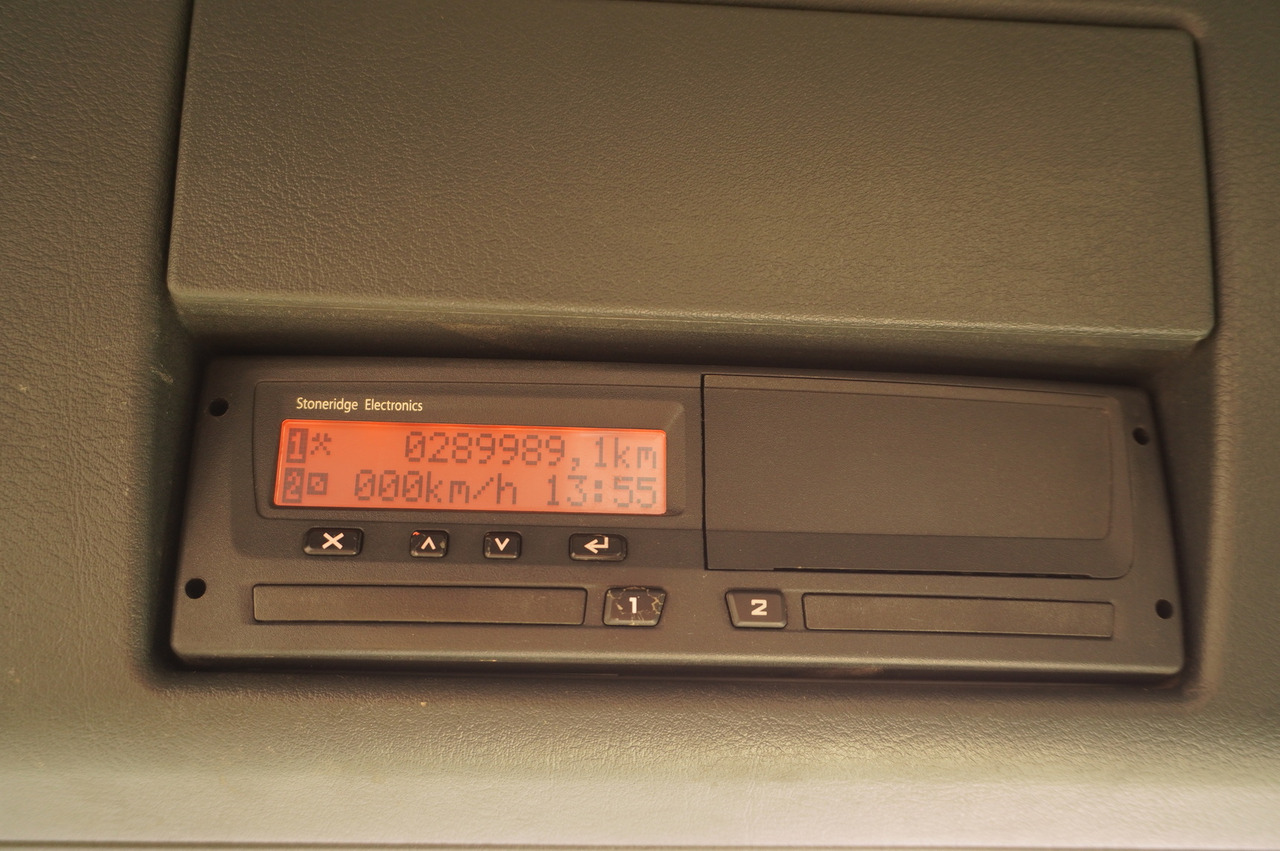 Stoneridge Electronics
1 0289989,1km
2 000km/h 13:55
1 2